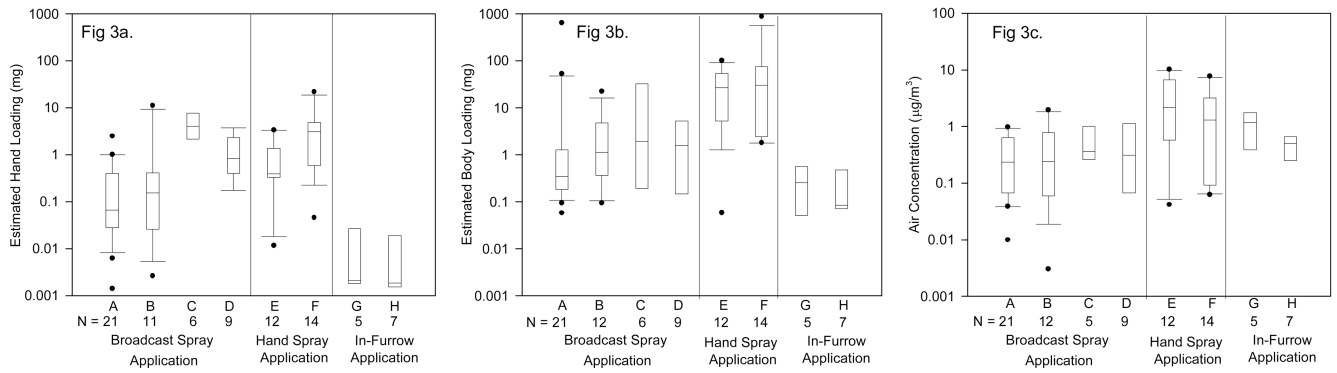 Fig 3a.
Estimated Hand Loading (mg)
1000
100
10
1
0.1
0.01
0.001
A B C D E F G H
N = 21 11 6 9 12 14 5 7
Broadcast Spray Application
Hand Spray Application
In-Furrow Application
Fig 3b.
Estimated Body Loading (mg)
1000
100
10
1
0.1
0.01
0.001
A B C D E F G H
N = 21 12 6 9 12 14 5 7
Broadcast Spray Application
Hand Spray Application
In-Furrow Application
Fig 3c.
Air Concentration (μg/m³)
100
10
1
0.1
0.01
0.001
A B C D E F G H
N = 21 12 5 9 12 14 5 7
Broadcast Spray Application
Hand Spray Application
In-Furrow Application